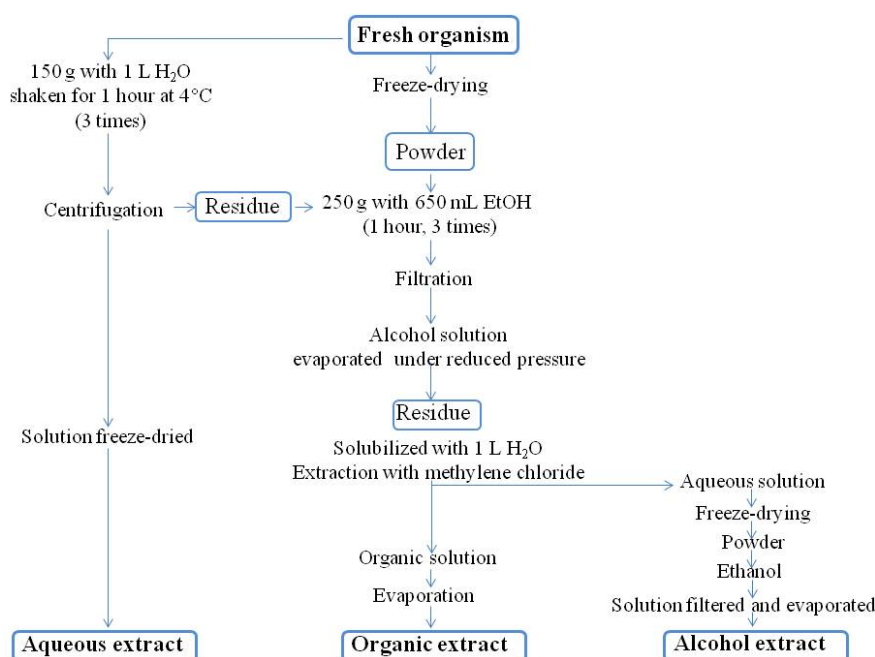 Fresh organism
150 g with 1 L H₂O
shaken for 1 hour at 4°C
(3 times)
Freeze-drying
Powder
Centrifugation
Residue
250 g with 650 mL EtOH
(1 hour, 3 times)
Filtration
Alcohol solution
evaporated under reduced pressure
Residue
Solution freeze-dried
Solubilized with 1 L H₂O
Extraction with methylene chloride
Aqueous solution
Freeze-drying
Powder
Ethanol
Solution filtered and evaporated
Organic solution
Evaporation
Aqueous extract
Organic extract
Alcohol extract